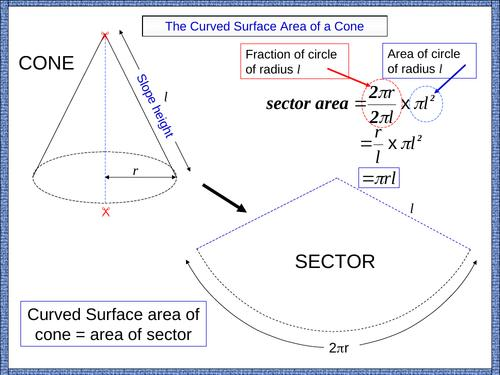 The Curved Surface Area of a Cone
CONE
X
Slope height
l
r
X
Fraction of circle
of radius l
Area of circle
of radius l
sector area = 2πr/2πl x πl²
= r/l x πl²
= πrl
l
SECTOR
2πr
Curved Surface area of
cone = area of sector